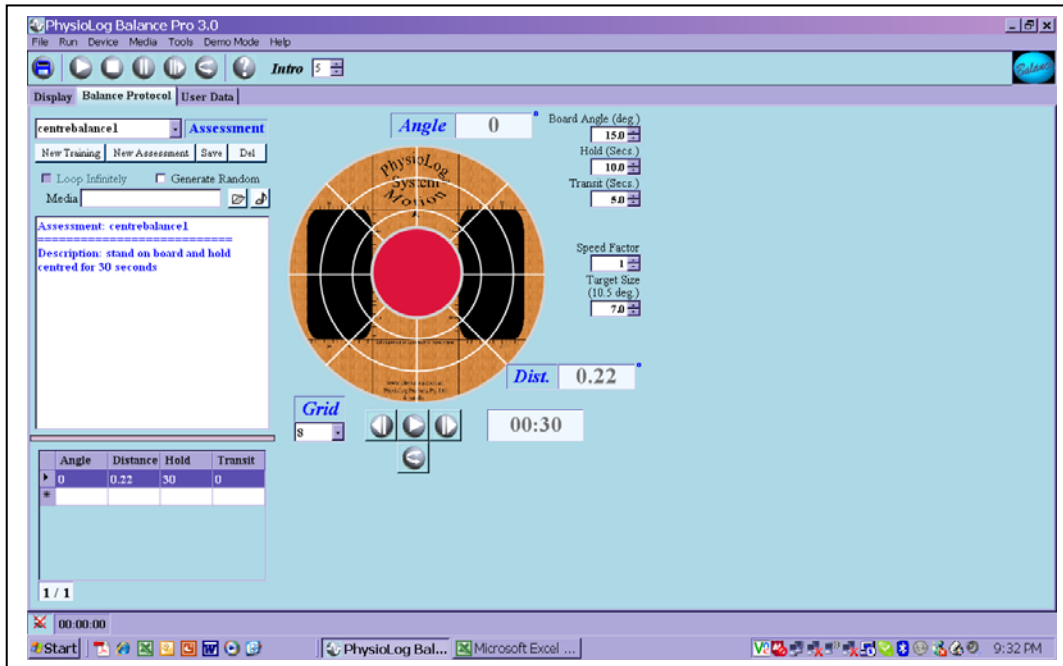 PhysioLog Balance Pro 3.0
File Run Device Media Tools Demo Mode Help
Intro 5
Balance
Display Balance Protocol User Data
centrebalance1 Assessment
New Training New Assessment Save Del
Loop Infinitely Generate Random
Media
Assessment: centrebalance1
===========================
Description: stand on board and hold
centred for 30 seconds
Angle 0 °
PhysioLog
System
Motion
Board Angle (deg.)
15.0
Hold (Secs.)
10.0
Transit (Secs.)
5.0
Speed Factor
1
Target Size
(10.5 deg.)
7.0
Dist. 0.22 °
Grid
8
00:30
Angle Distance Hold Transit
0 0.22 30 0
*
1 / 1
00:00:00
Start PhysioLog Bal... Microsoft Excel ... 9:32 PM